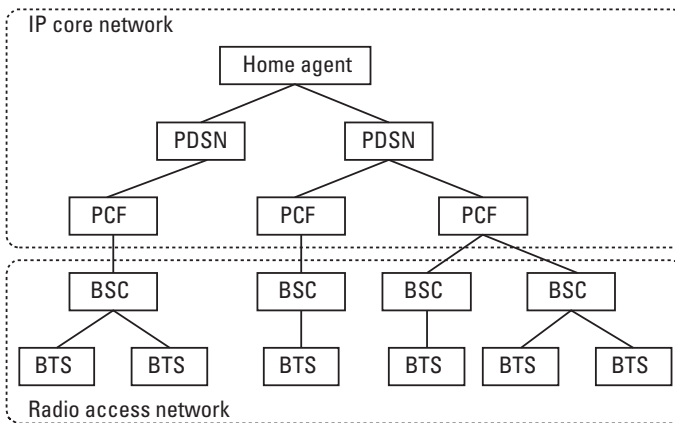 IP core network
Home agent
PDSN PDSN
PCF PCF PCF
BSC BSC BSC BSC
BTS BTS BTS BTS BTS BTS
Radio access network